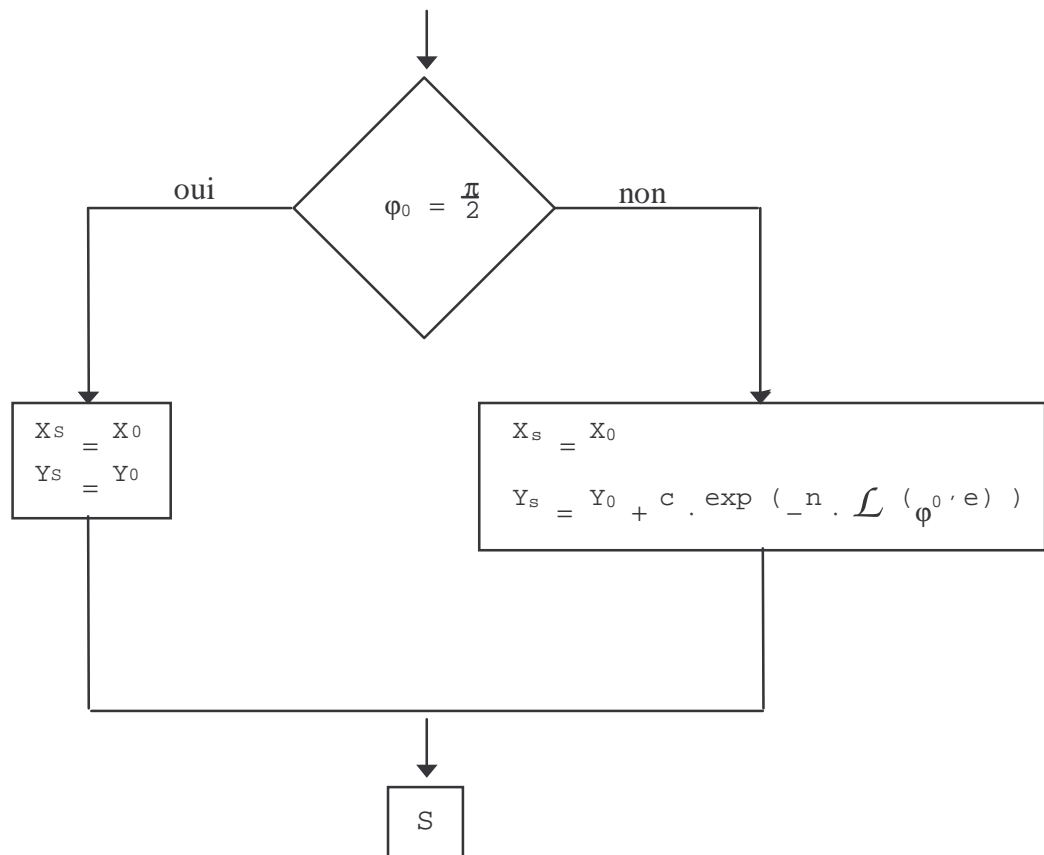 φ₀ = π/2
oui
non
Xs = X₀
Ys = Y₀
Xs = X₀
Ys = Y₀ + c . exp ( _n . ℒ ( φ⁰ , e) )
S